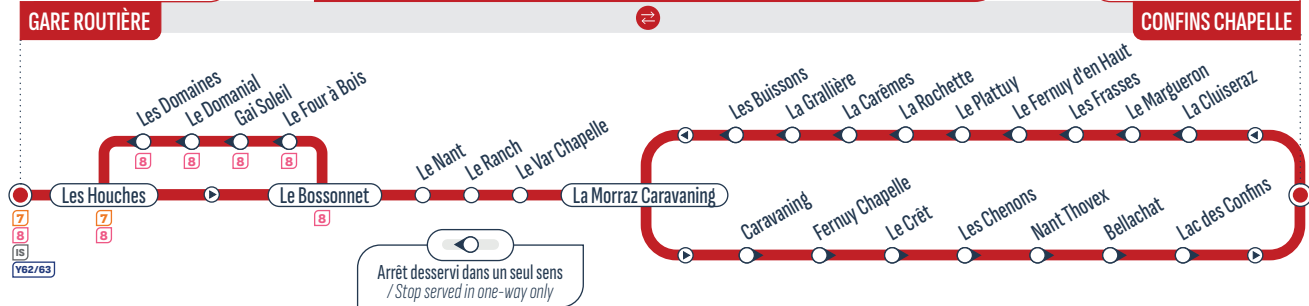 GARE ROUTIÈRE
CONFINS CHAPELLE
Les Domaines
Le Domanial
Gai Soleil
Le Four à Bois
8
8
8
8
Les Houches
Le Bossonnet
Le Nant
Le Ranch
Le Var Chapelle
La Morraz Caravaning
7
8
IS
Y62/63
7
8
8
Les Buissons
La Grallière
La Carêmes
La Rochette
Le Plattuy
Le Fernuy d'en Haut
Les Frasses
Le Margueron
La Cluiseraz
Caravaning
Fernuy Chapelle
Le Crêt
Les Chenons
Nant Thovex
Bellachat
Lac des Confins
Arrêt desservi dans un seul sens
/ Stop served in one-way only